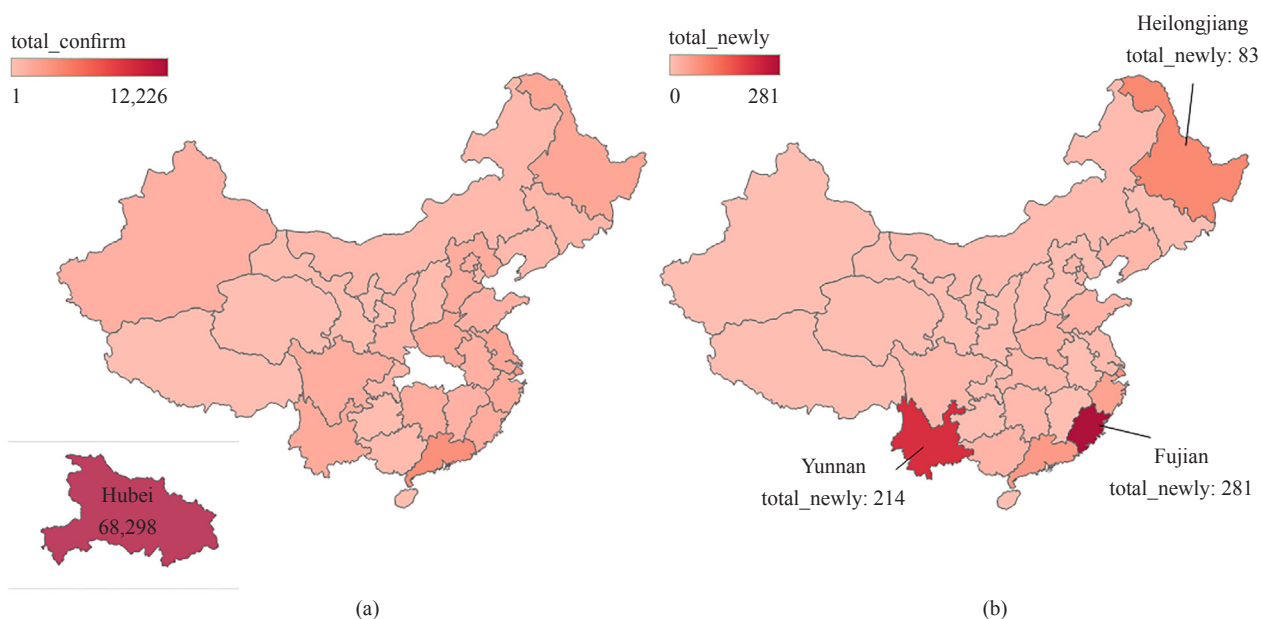 total_confirm
1 12,226
Hubei
68,298
(a)
total_newly
0 281
Heilongjiang
total_newly: 83
Yunnan
total_newly: 214
Fujian
total_newly: 281
(b)